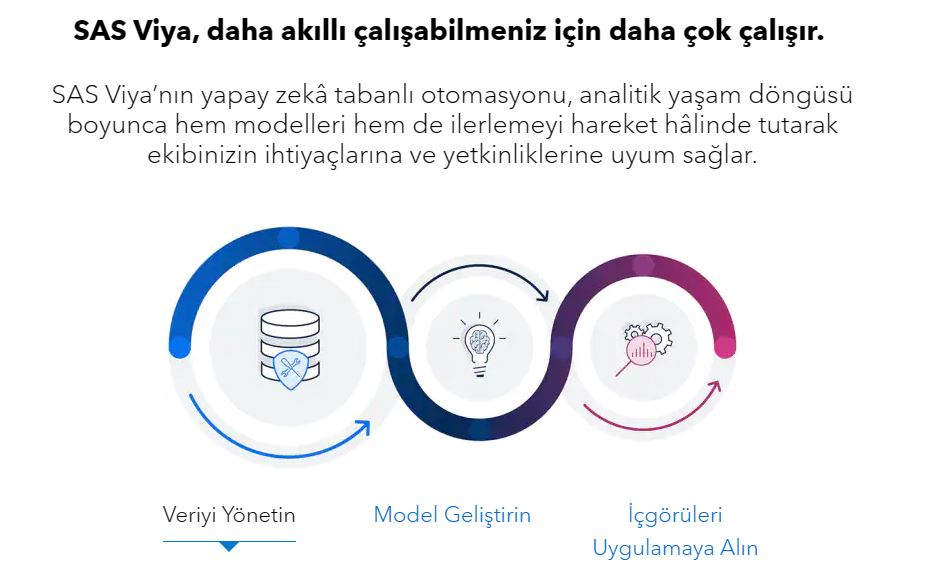 SAS Viya, daha akıllı çalışabilmeniz için daha çok çalışır.
SAS Viya’nın yapay zekâ tabanlı otomasyonu, analitik yaşam döngüsü
boyunca hem modelleri hem de ilerlemeyi hareket hâlinde tutarak
ekibinizin ihtiyaçlarına ve yetkinliklerine uyum sağlar.
Veriyi Yönetin
Model Geliştirin
İçgörüleri
Uygulamaya Alın